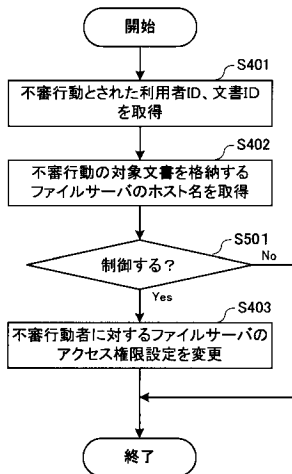 開始
S401
不審行動とされた利用者ID、文書ID
を取得
S402
不審行動の対象文書を格納する
ファイルサーバのホスト名を取得
S501
制御する?
No
Yes
S403
不審行動者に対するファイルサーバの
アクセス権限設定を変更
終了